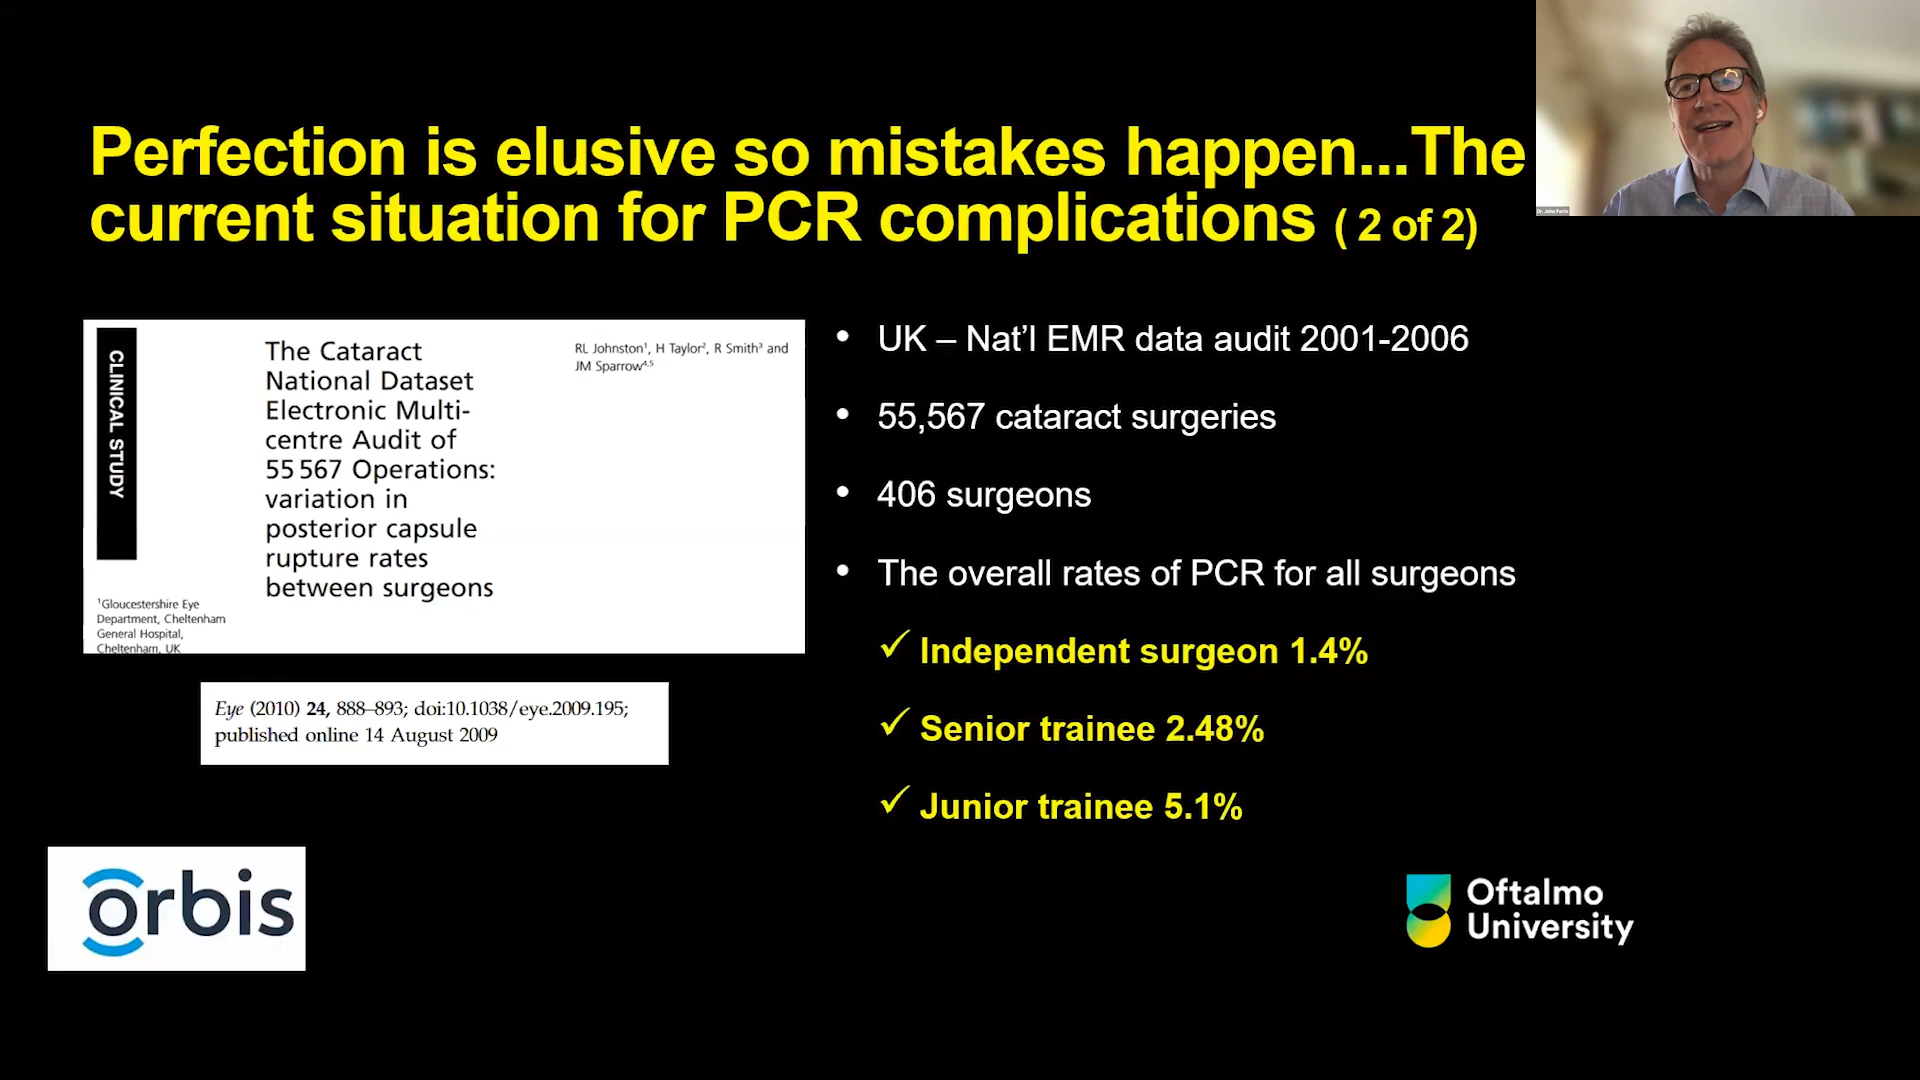 Perfection is elusive so mistakes happen...The
current situation for PCR complications ( 2 of 2)
Dr. John Ferris
CLINICAL STUDY
The Cataract
National Dataset
Electronic Multi-
centre Audit of
55 567 Operations:
variation in
posterior capsule
rupture rates
between surgeons
RL Johnston¹, H Taylor², R Smith³ and
JM Sparrow⁴,⁵
¹Gloucestershire Eye
Department, Cheltenham
General Hospital,
Cheltenham, UK
Eye (2010) 24, 888–893; doi:10.1038/eye.2009.195;
published online 14 August 2009
• UK – Nat’l EMR data audit 2001-2006
• 55,567 cataract surgeries
• 406 surgeons
• The overall rates of PCR for all surgeons
✓ Independent surgeon 1.4%
✓ Senior trainee 2.48%
✓ Junior trainee 5.1%
orbis
Oftalmo
University